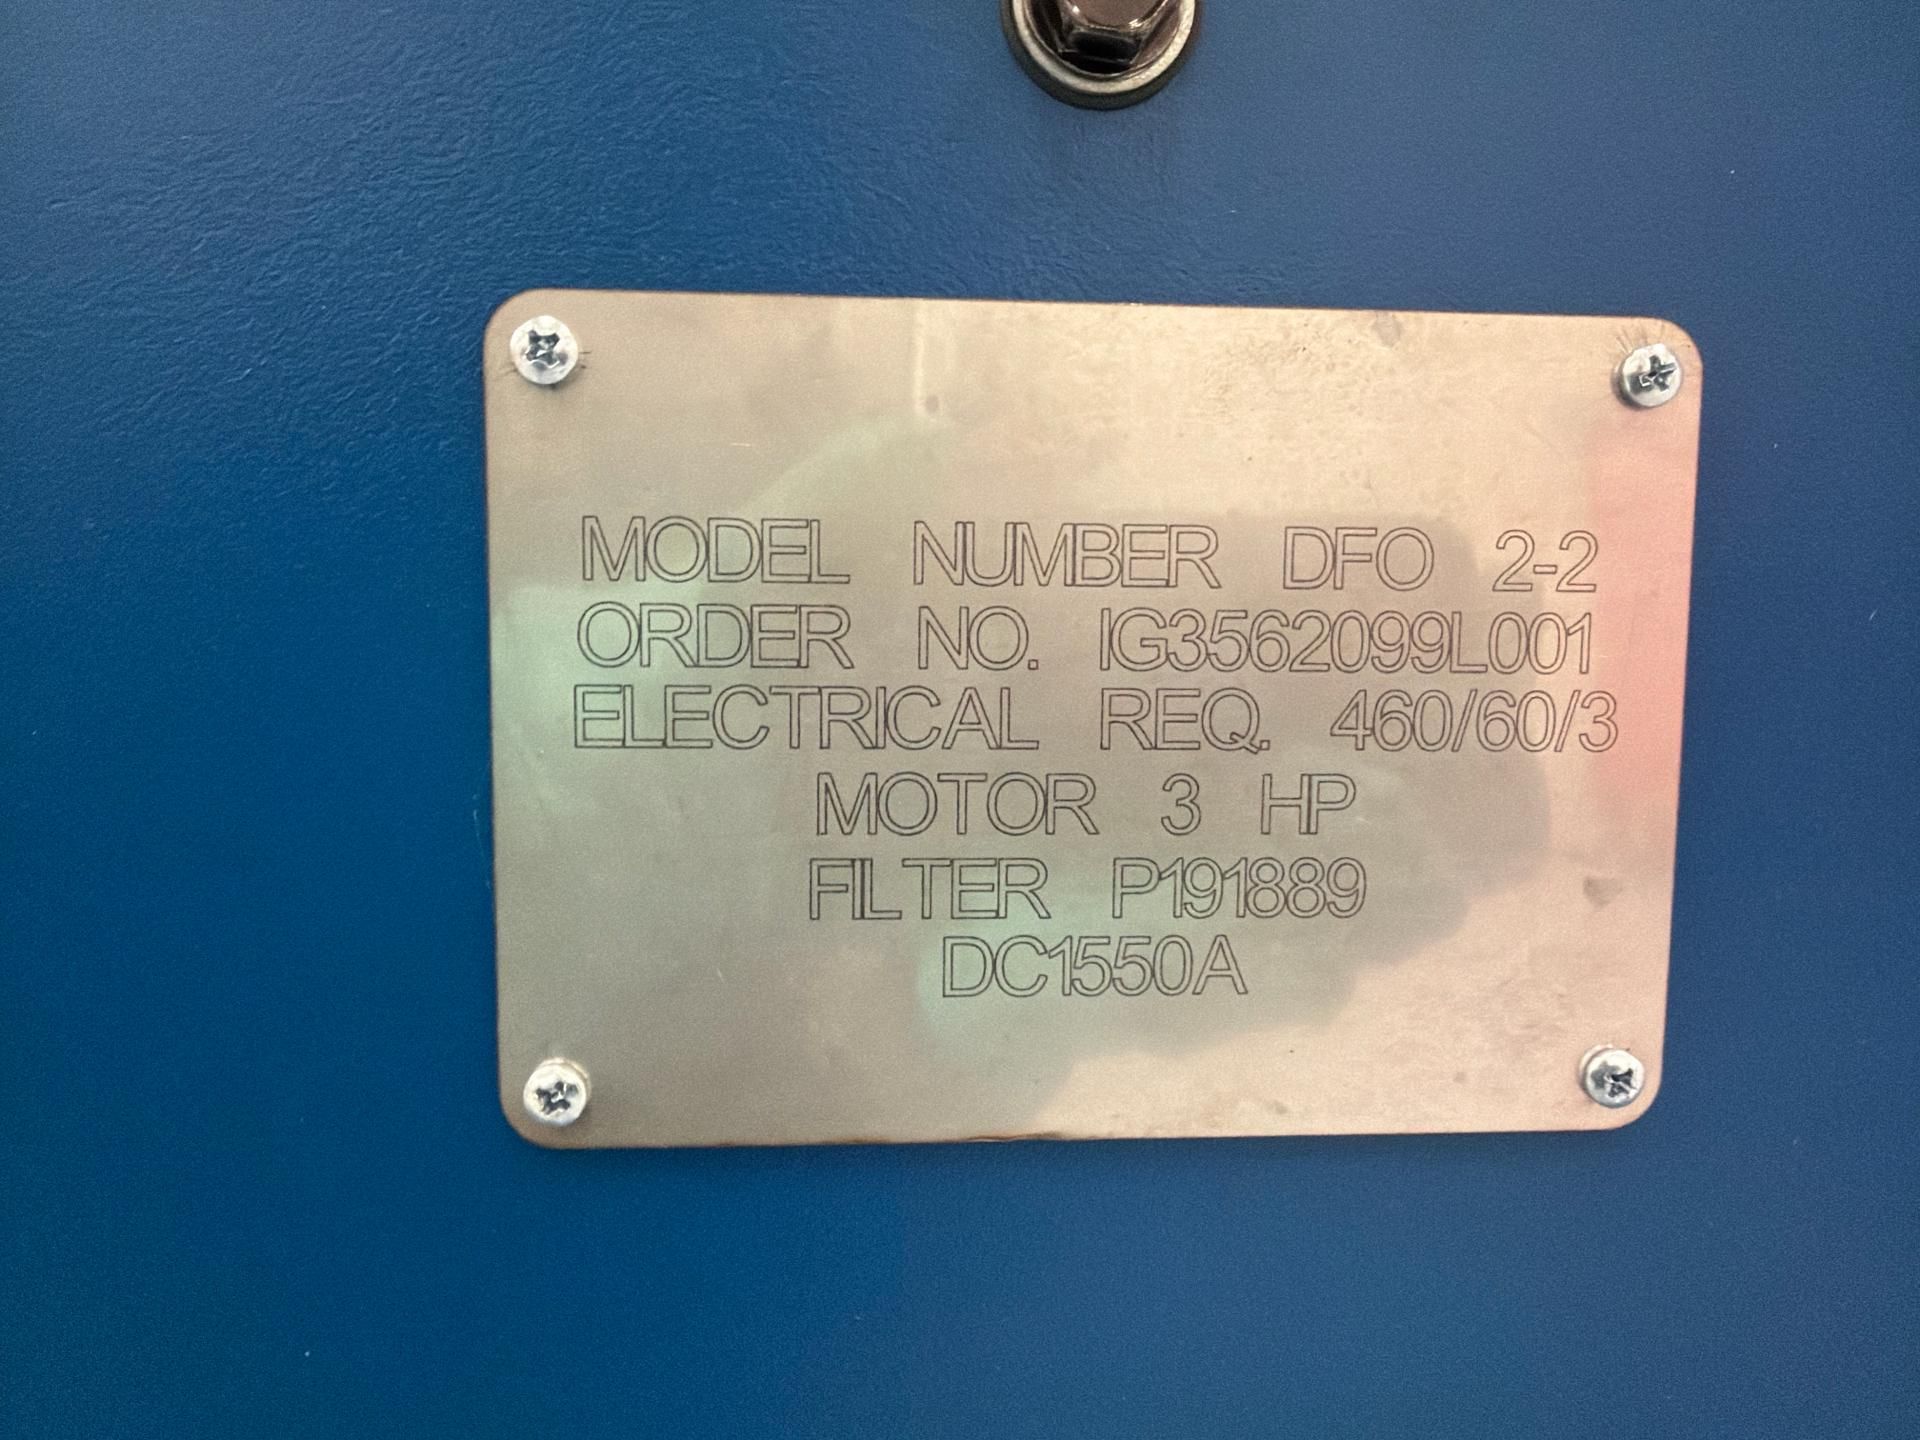 MODEL NUMBER DFO 2-2
ORDER NO. IG3562099L001
ELECTRICAL REQ. 460/60/3
MOTOR 3 HP
FILTER P191889
DC1550A